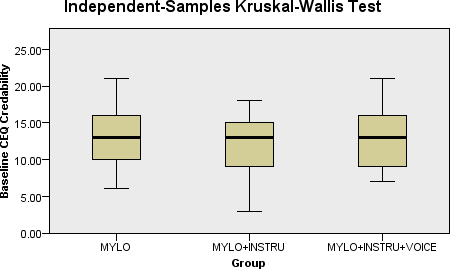 Independent-Samples Kruskal-Wallis Test
Baseline CEQ Credability
25.00
20.00
15.00
10.00
5.00
0.00
MYLO MYLO+INSTRU MYLO+INSTRU+VOICE
Group